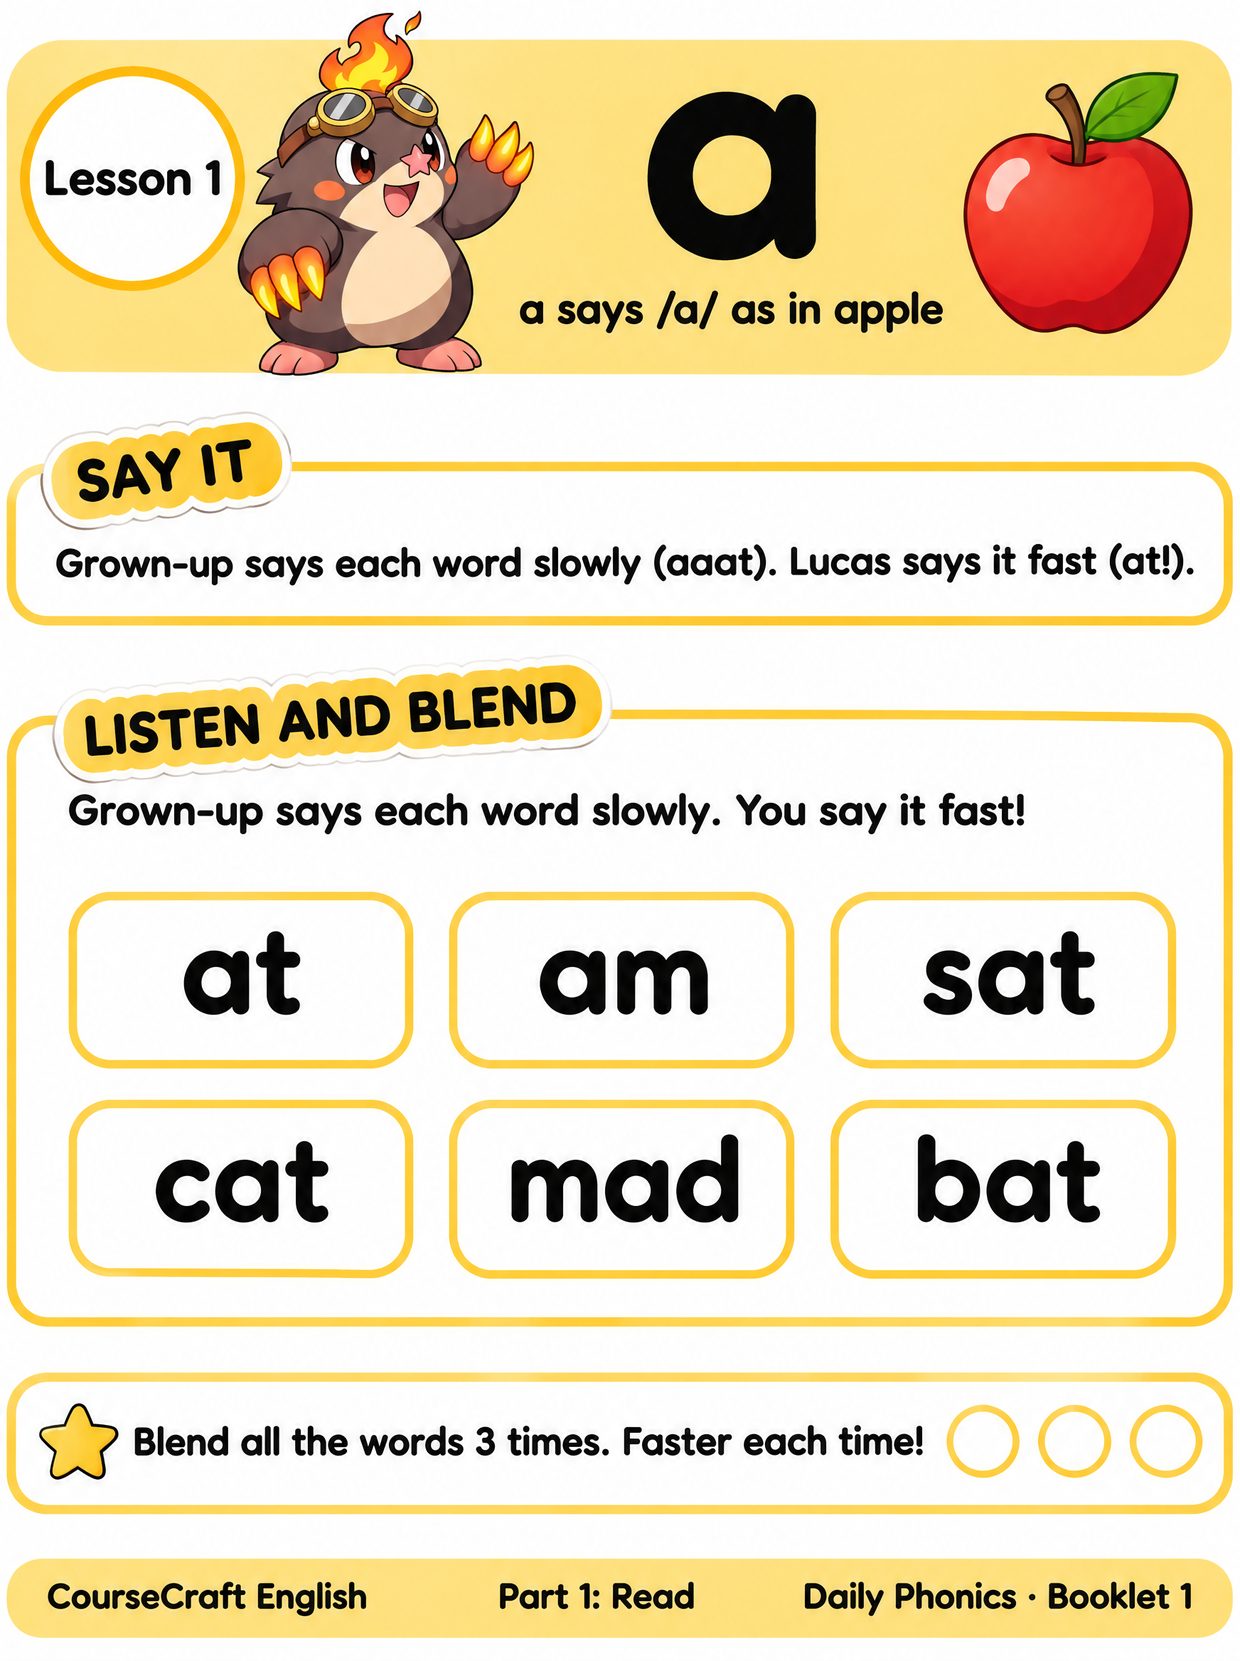 Lesson 1
a
a says /a/ as in apple
SAY IT
Grown-up says each word slowly (aaat). Lucas says it fast (at!).
LISTEN AND BLEND
Grown-up says each word slowly. You say it fast!
at
am
sat
cat
mad
bat
Blend all the words 3 times. Faster each time!
CourseCraft English
Part 1: Read
Daily Phonics · Booklet 1